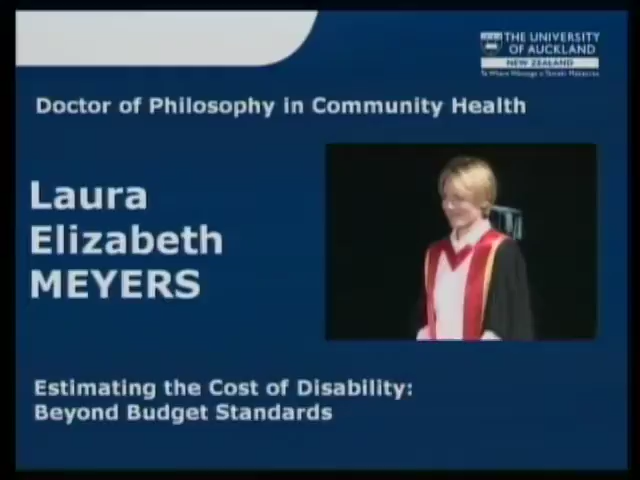 THE UNIVERSITY
OF AUCKLAND
NEW ZEALAND
Doctor of Philosophy in Community Health
Laura
Elizabeth
MEYERS
Estimating the Cost of Disability:
Beyond Budget Standards